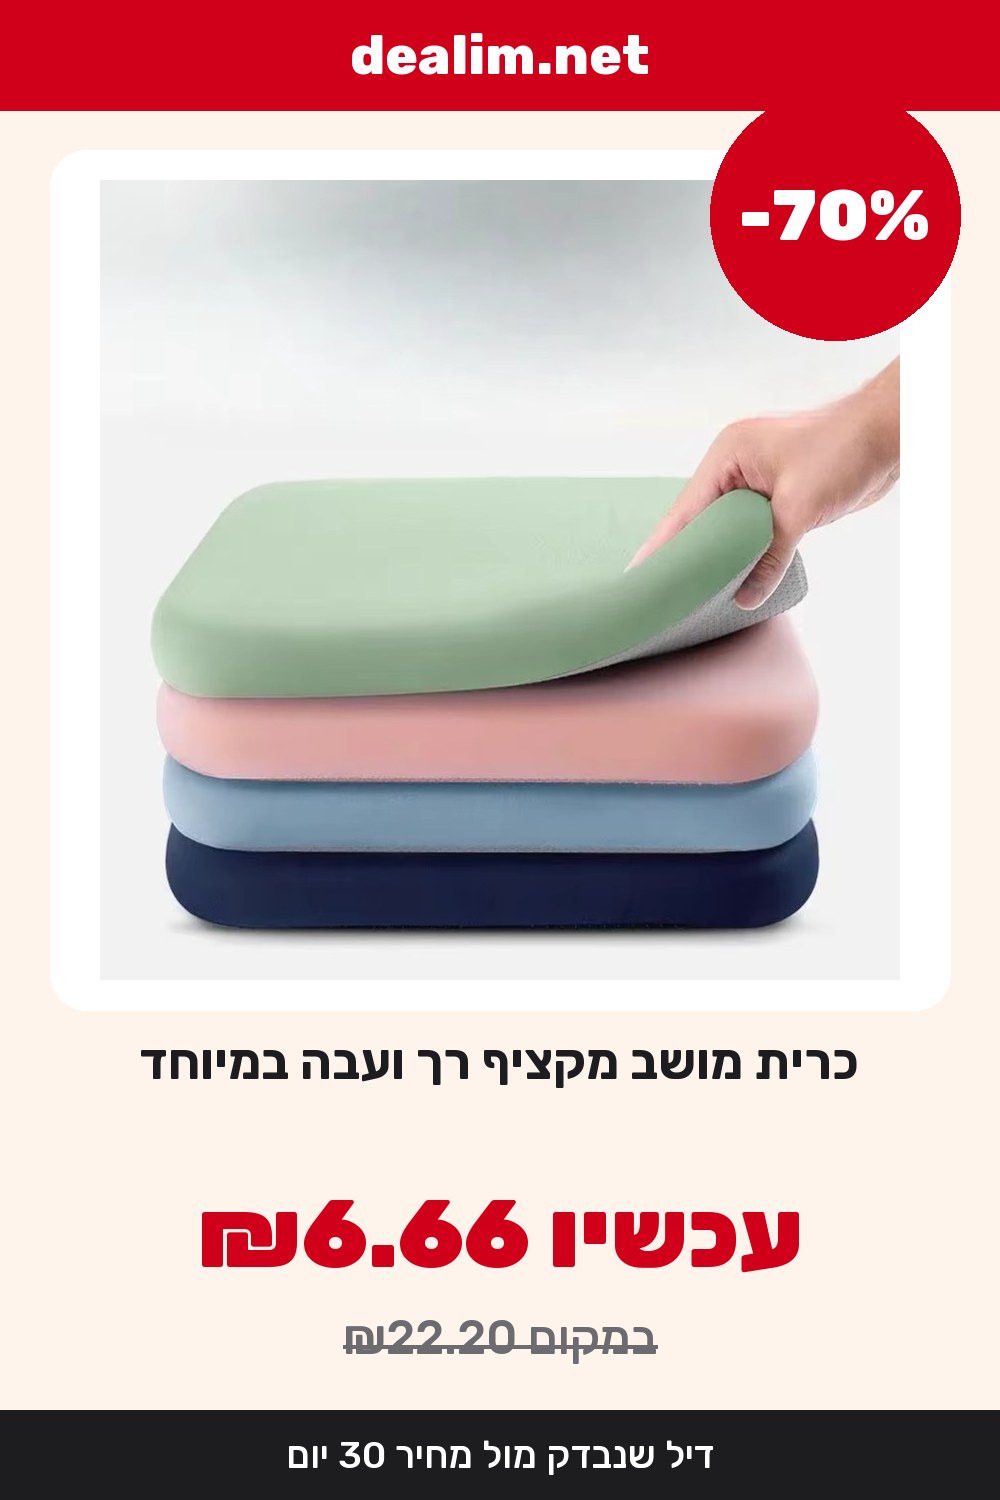 dealim.net
-70%
כרית מושב מקציף רך ועבה במיוחד
עכשיו 6.66₪
במקום 22.20₪
דיל שנבדק מול מחיר 30 יום